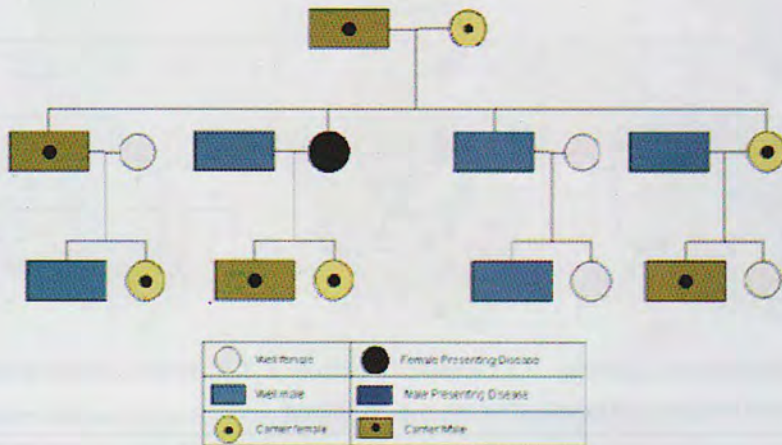 Well female
Female Presenting Disease
Well male
Male Presenting Disease
Carrier female
Carrier Male